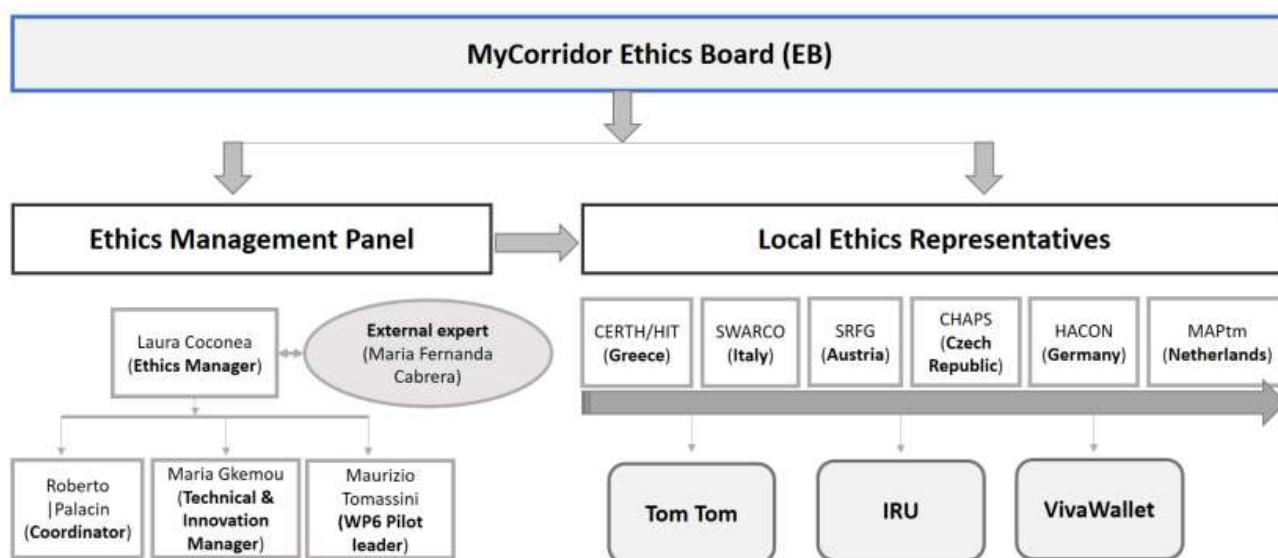 MyCorridor Ethics Board (EB)
Ethics Management Panel
Local Ethics Representatives
Laura Coconea
(Ethics Manager)
External expert
(Maria Fernanda
Cabrera)
Roberto
|Palacin
(Coordinator)
Maria Gkemou
(Technical &
Innovation
Manager)
Maurizio
Tomassini
(WP6 Pilot
leader)
CERTH/HIT
(Greece)
SWARCO
(Italy)
SRFG
(Austria)
CHAPS
(Czech
Republic)
HACON
(Germany)
MAPtm
(Netherlands)
Tom Tom
IRU
VivaWallet